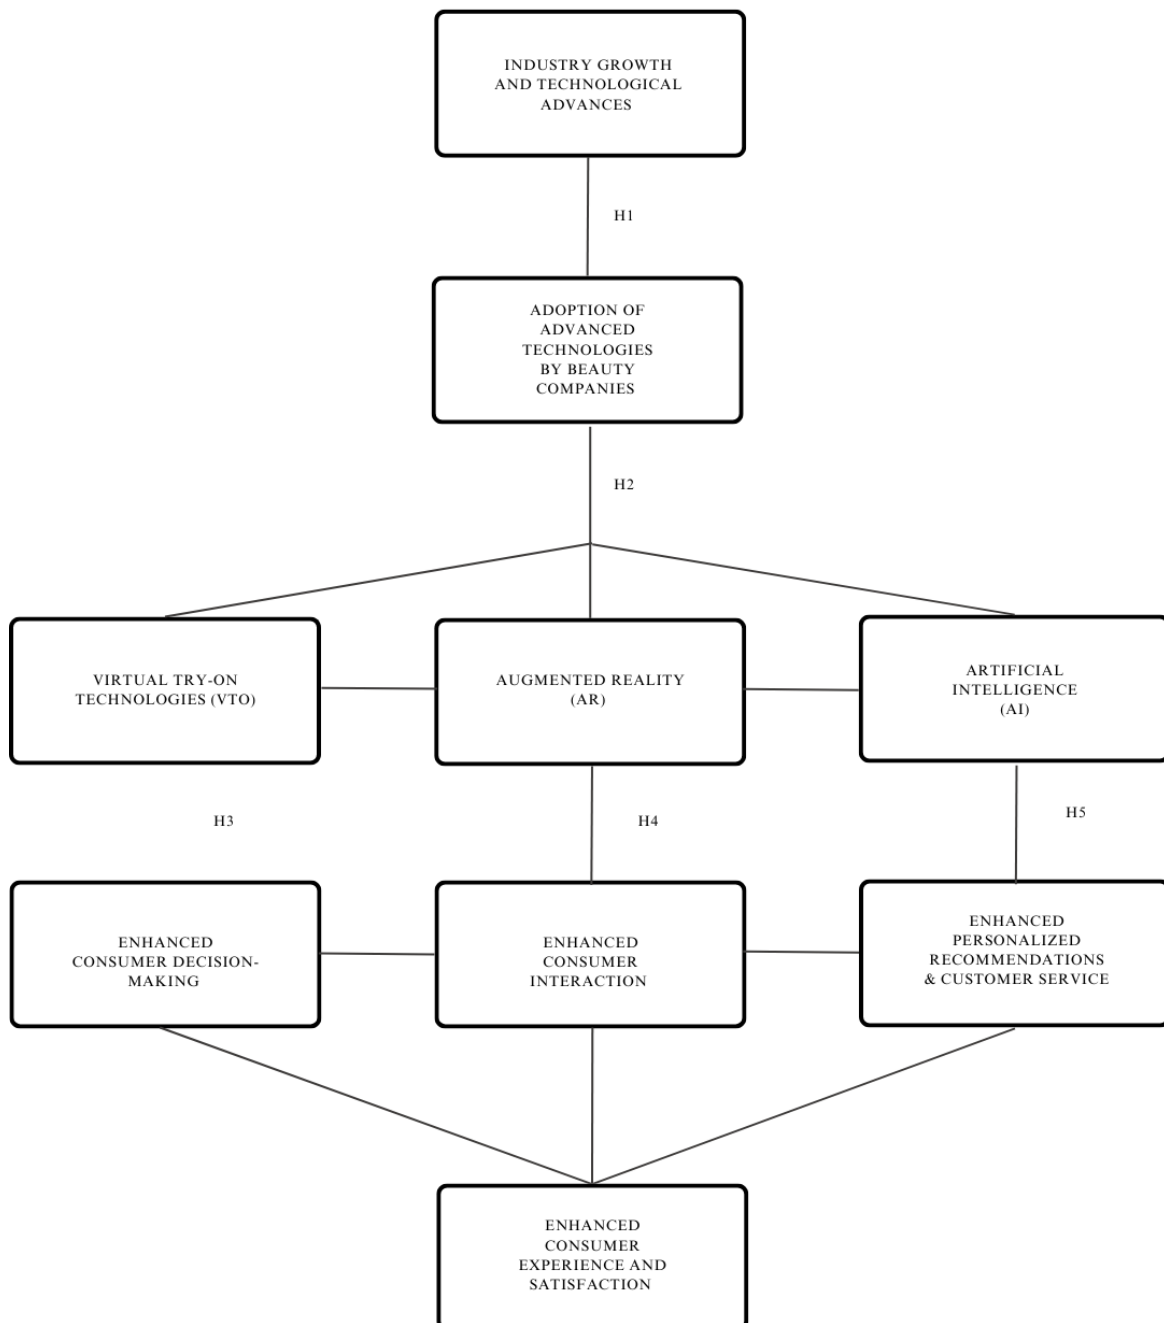 INDUSTRY GROWTH
AND TECHNOLOGICAL
ADVANCES
H1
ADOPTION OF
ADVANCED
TECHNOLOGIES
BY BEAUTY
COMPANIES
H2
VIRTUAL TRY-ON
TECHNOLOGIES (VTO)
AUGMENTED REALITY
(AR)
ARTIFICIAL
INTELLIGENCE
(AI)
H3
H4
H5
ENHANCED
CONSUMER DECISION-
MAKING
ENHANCED
CONSUMER
INTERACTION
ENHANCED
PERSONALIZED
RECOMMENDATIONS
& CUSTOMER SERVICE
ENHANCED
CONSUMER
EXPERIENCE AND
SATISFACTION